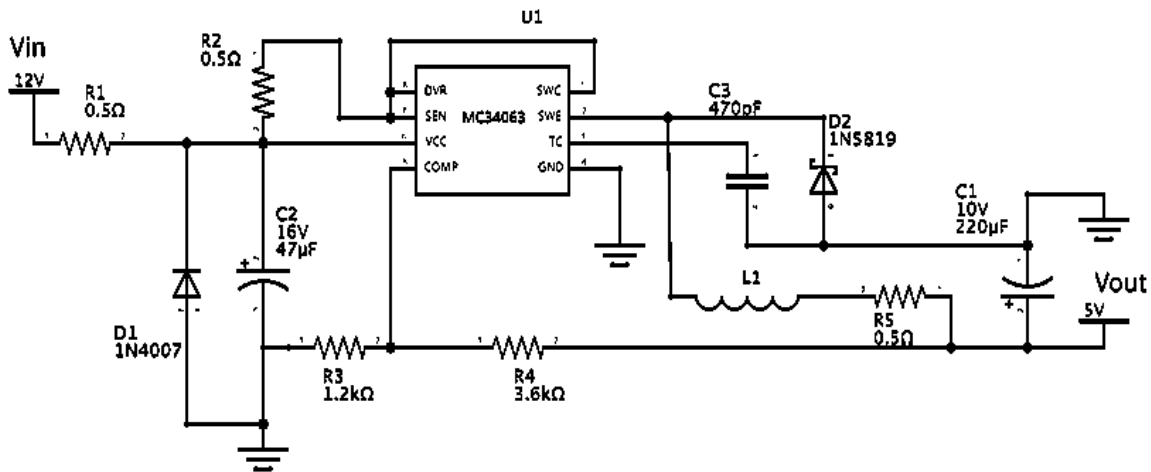 U1
R2
0.5Ω
Vin
12V
R1
0.5Ω
DVR
SEN
VCC
COMP
MC34063
SWC
SWE
TC
GND
C3
470pF
D2
1N5819
C1
10V
220µF
C2
16V
47µF
L1
Vout
5V
R5
0.5Ω
D1
1N4007
R3
1.2kΩ
R4
3.6kΩ